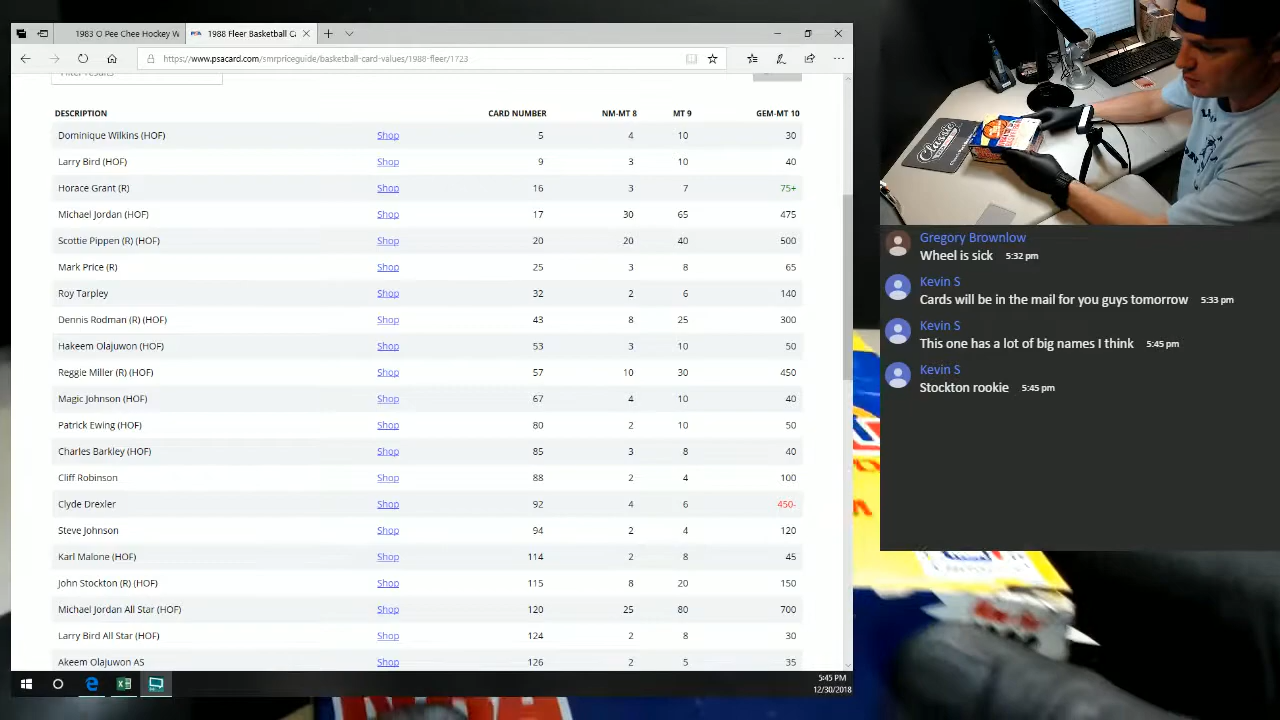 1983 O Pee Chee Hockey W
1988 Fleer Basketball Ca
https://www.psacard.com/smrpriceguide/basketball-card-values/1988-fleer/1723
Filter results
DESCRIPTION CARD NUMBER NM-MT 8 MT 9 GEM-MT 10
Dominique Wilkins (HOF) Shop 5 4 10 30
Larry Bird (HOF) Shop 9 3 10 40
Horace Grant (R) Shop 16 3 7 75+
Michael Jordan (HOF) Shop 17 30 65 475
Scottie Pippen (R) (HOF) Shop 20 20 40 500
Mark Price (R) Shop 25 3 8 65
Roy Tarpley Shop 32 2 6 140
Dennis Rodman (R) (HOF) Shop 43 8 25 300
Hakeem Olajuwon (HOF) Shop 53 3 10 50
Reggie Miller (R) (HOF) Shop 57 10 30 450
Magic Johnson (HOF) Shop 67 4 10 40
Patrick Ewing (HOF) Shop 80 2 10 50
Charles Barkley (HOF) Shop 85 3 8 40
Cliff Robinson Shop 88 2 4 100
Clyde Drexler Shop 92 4 6 450-
Steve Johnson Shop 94 2 4 120
Karl Malone (HOF) Shop 114 2 8 45
John Stockton (R) (HOF) Shop 115 8 20 150
Michael Jordan All Star (HOF) Shop 120 25 80 700
Larry Bird All Star (HOF) Shop 124 2 8 30
Akeem Olajuwon AS Shop 126 2 5 35
5:45 PM
12/30/2018
Classic
Gregory Brownlow
Wheel is sick 5:32 pm
Kevin S
Cards will be in the mail for you guys tomorrow 5:33 pm
Kevin S
This one has a lot of big names I think 5:45 pm
Kevin S
Stockton rookie 5:45 pm